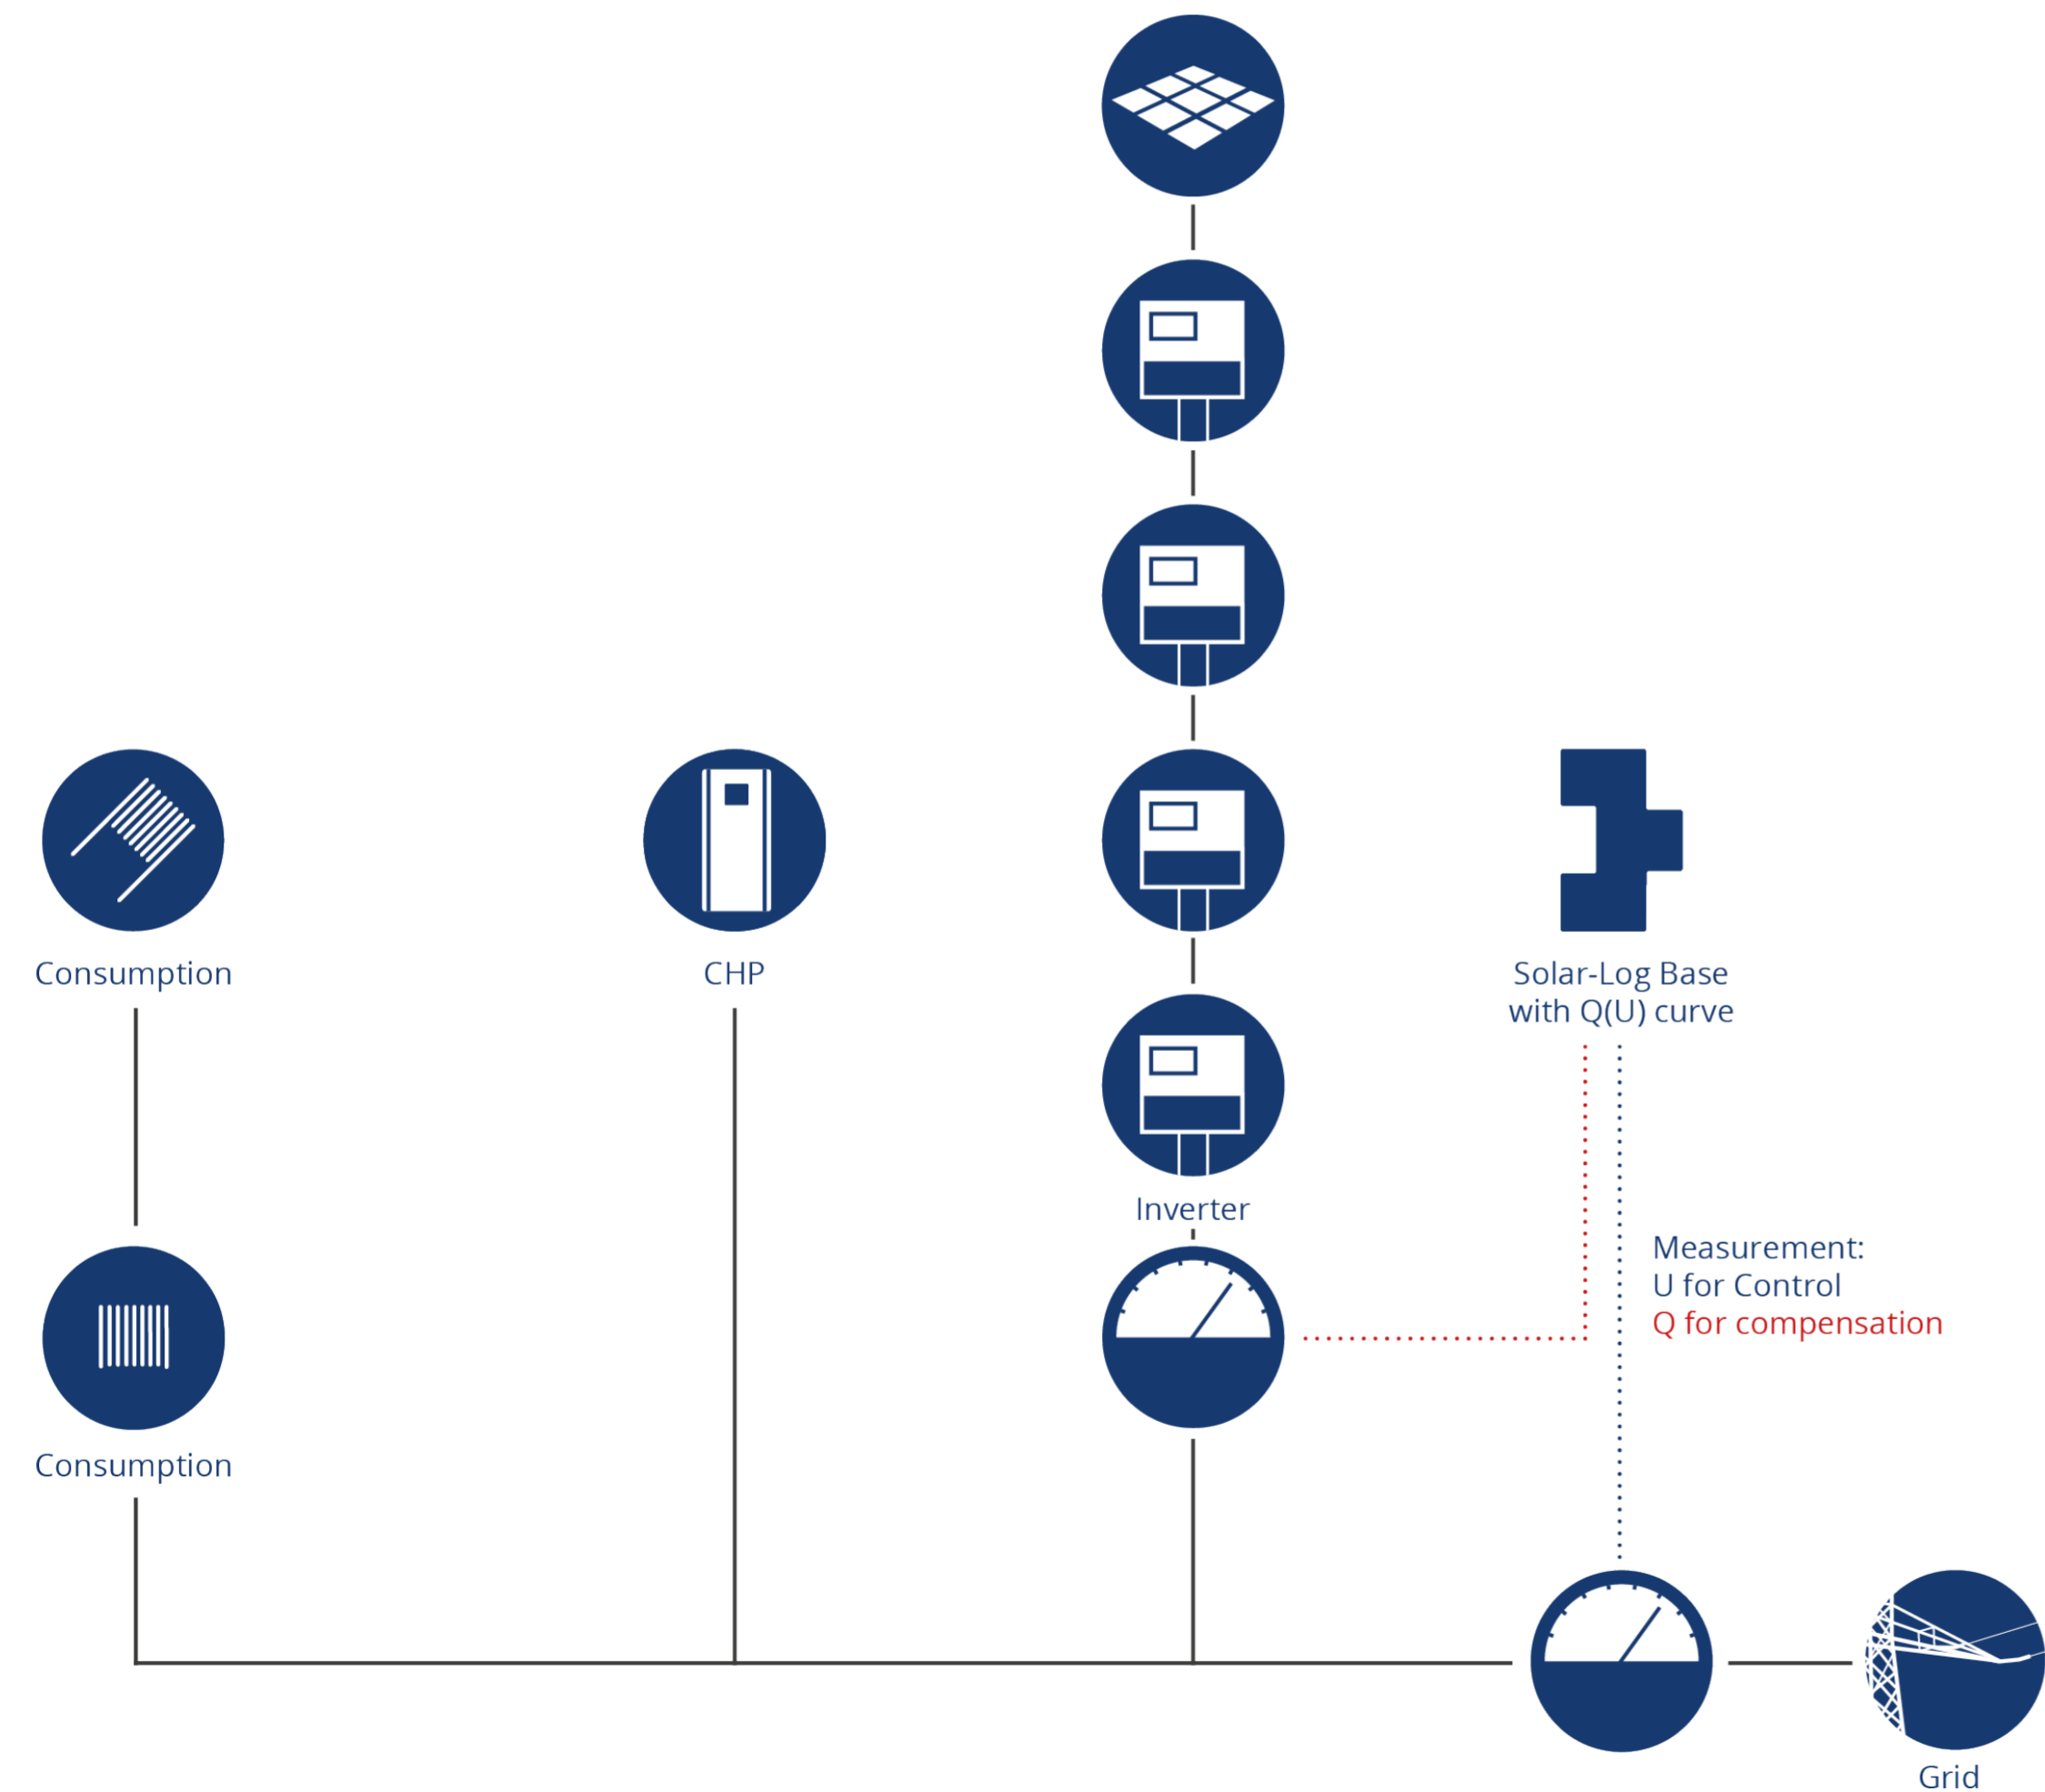 Consumption
CHP
Solar-Log Base
with Q(U) curve
Inverter
Measurement:
U for Control
Q for compensation
Consumption
Grid